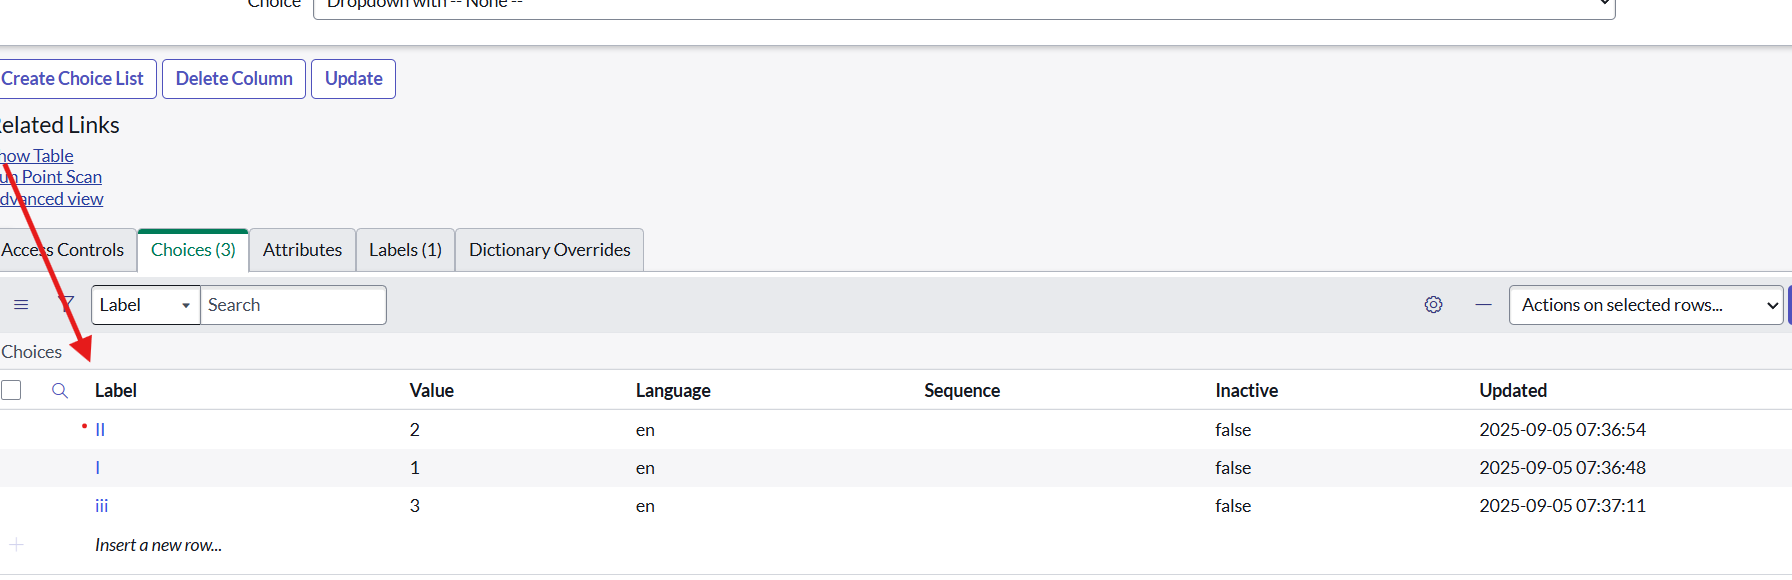 Choice Dropdown with -- None --
Create Choice List Delete Column Update
elated Links
how Table
un Point Scan
dvanced view
Access Controls Choices (3) Attributes Labels (1) Dictionary Overrides
Label Search Actions on selected rows...
Choices
Label Value Language Sequence Inactive Updated
II 2 en false 2025-09-05 07:36:54
I 1 en false 2025-09-05 07:36:48
iii 3 en false 2025-09-05 07:37:11
Insert a new row...